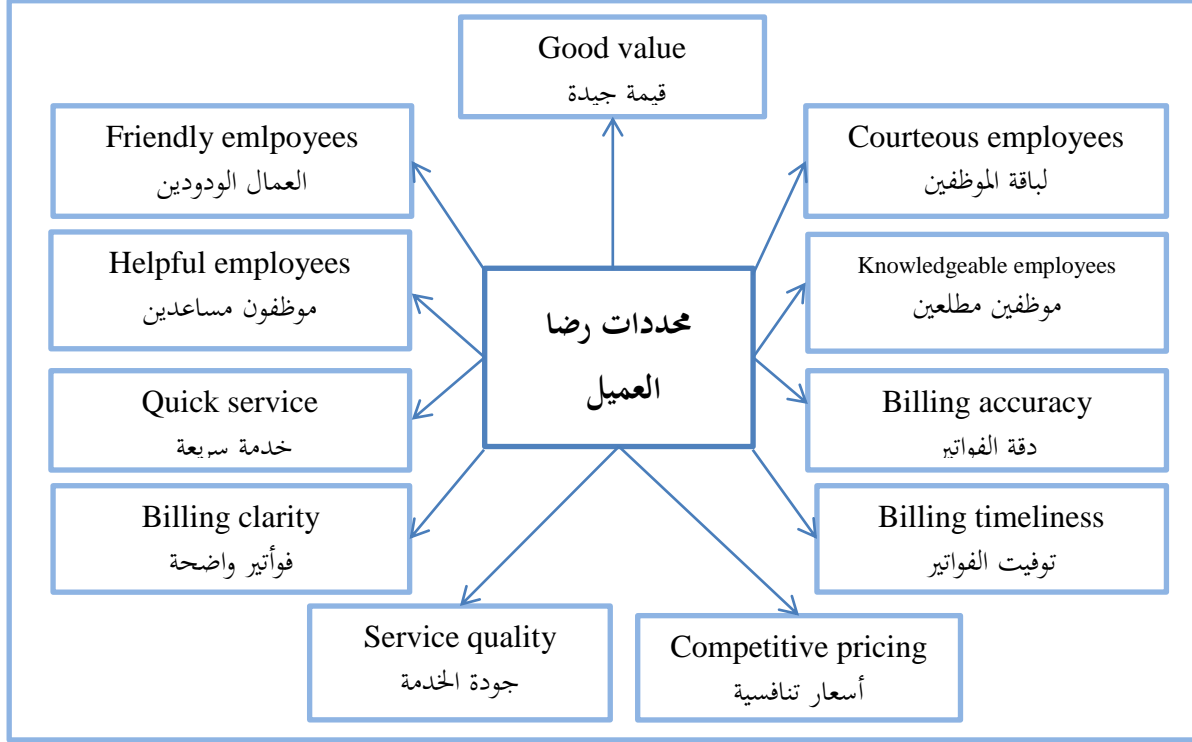 Good value
قيمة جيدة
Friendly emlpoyees
العمال الودودين
Courteous employees
لباقة الموظفين
Helpful employees
موظفون مساعدين
Knowledgeable employees
موظفين مطلعين
محددات رضا
العميل
Quick service
خدمة سريعة
Billing accuracy
دقة الفواتير
Billing clarity
فوأتير واضحة
Billing timeliness
توفيت الفواتير
Service quality
جودة الخدمة
Competitive pricing
أسعار تنافسية